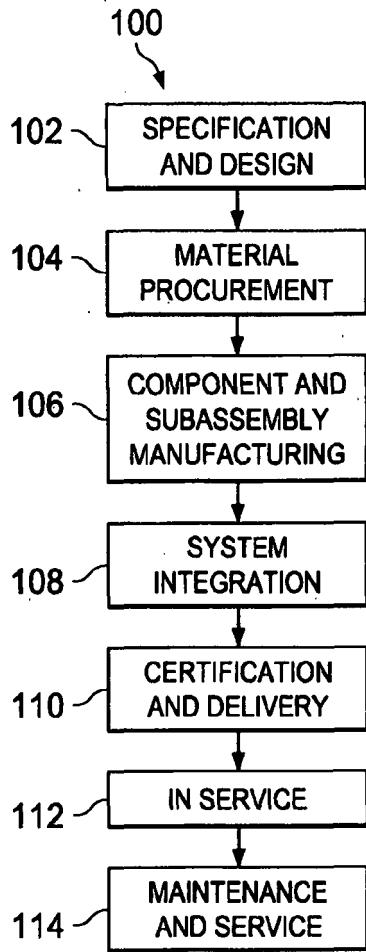 100
102
SPECIFICATION
AND DESIGN
104
MATERIAL
PROCUREMENT
106
COMPONENT AND
SUBASSEMBLY
MANUFACTURING
108
SYSTEM
INTEGRATION
110
CERTIFICATION
AND DELIVERY
112
IN SERVICE
114
MAINTENANCE
AND SERVICE